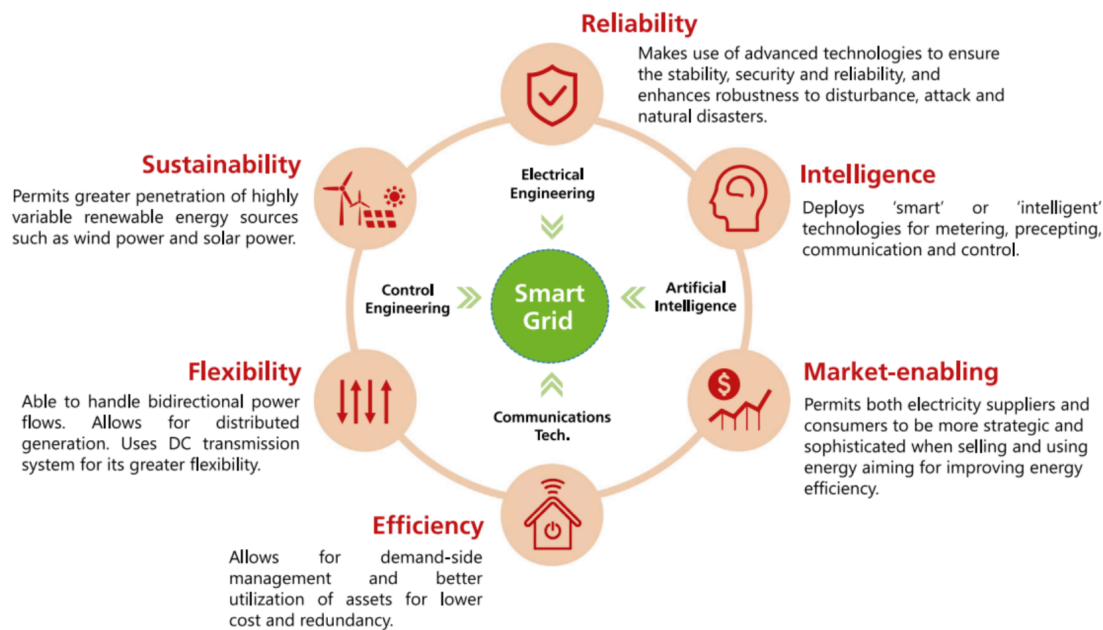 Reliability
Makes use of advanced technologies to ensure
the stability, security and reliability, and
enhances robustness to disturbance, attack and
natural disasters.
Sustainability
Permits greater penetration of highly
variable renewable energy sources
such as wind power and solar power.
Electrical
Engineering
Intelligence
Deploys 'smart' or 'intelligent'
technologies for metering, precepting,
communication and control.
Control
Engineering
Smart
Grid
Artificial
Intelligence
Flexibility
Able to handle bidirectional power
flows. Allows for distributed
generation. Uses DC transmission
system for its greater flexibility.
Communications
Tech.
$
Market-enabling
Permits both electricity suppliers and
consumers to be more strategic and
sophisticated when selling and using
energy aiming for improving energy
efficiency.
Efficiency
Allows for demand-side
management and better
utilization of assets for lower
cost and redundancy.